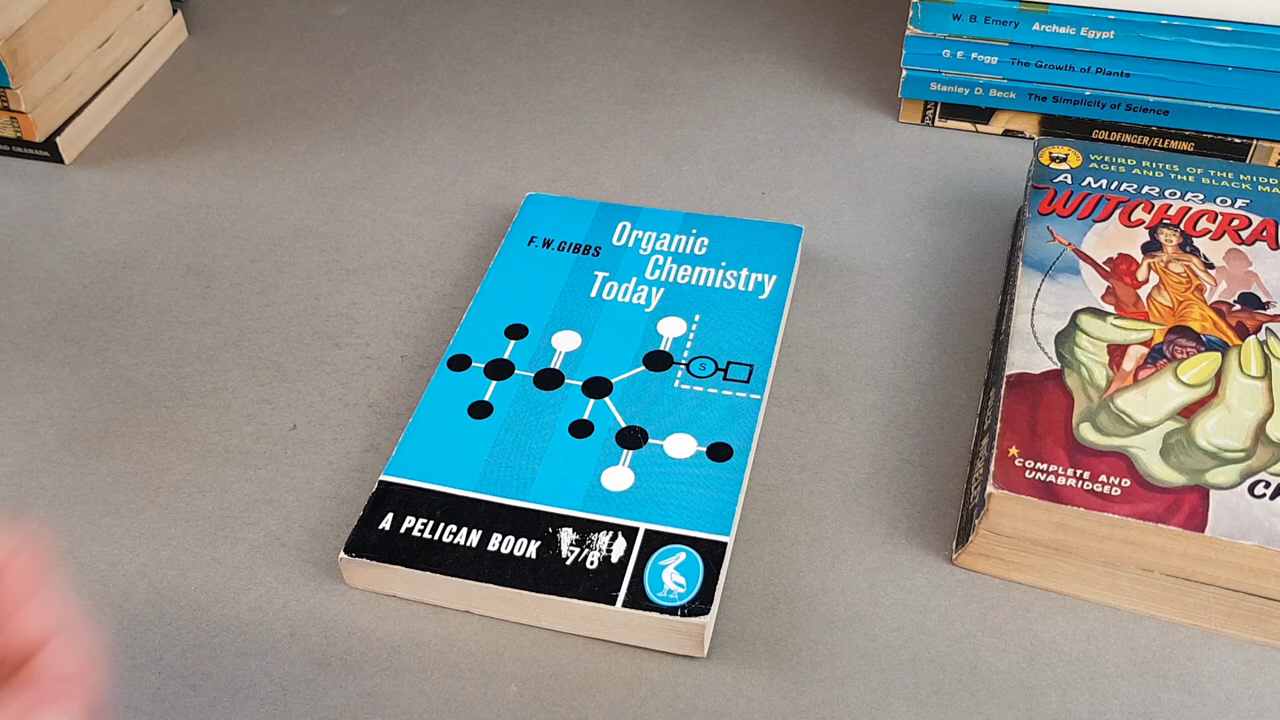 W. B. Emery Archaic Egypt
G. E. Fogg The Growth of Plants
Stanley D. Beck The Simplicity of Science
PAN
GOLDFINGER/FLEMING
WEIRD RITES OF THE MIDD
AGES AND THE BLACK MA
A MIRROR OF
WITCHCRA
COMPLETE AND
UNABRIDGED
F. W. GIBBS
Organic
Chemistry
Today
S
A PELICAN BOOK
7/6